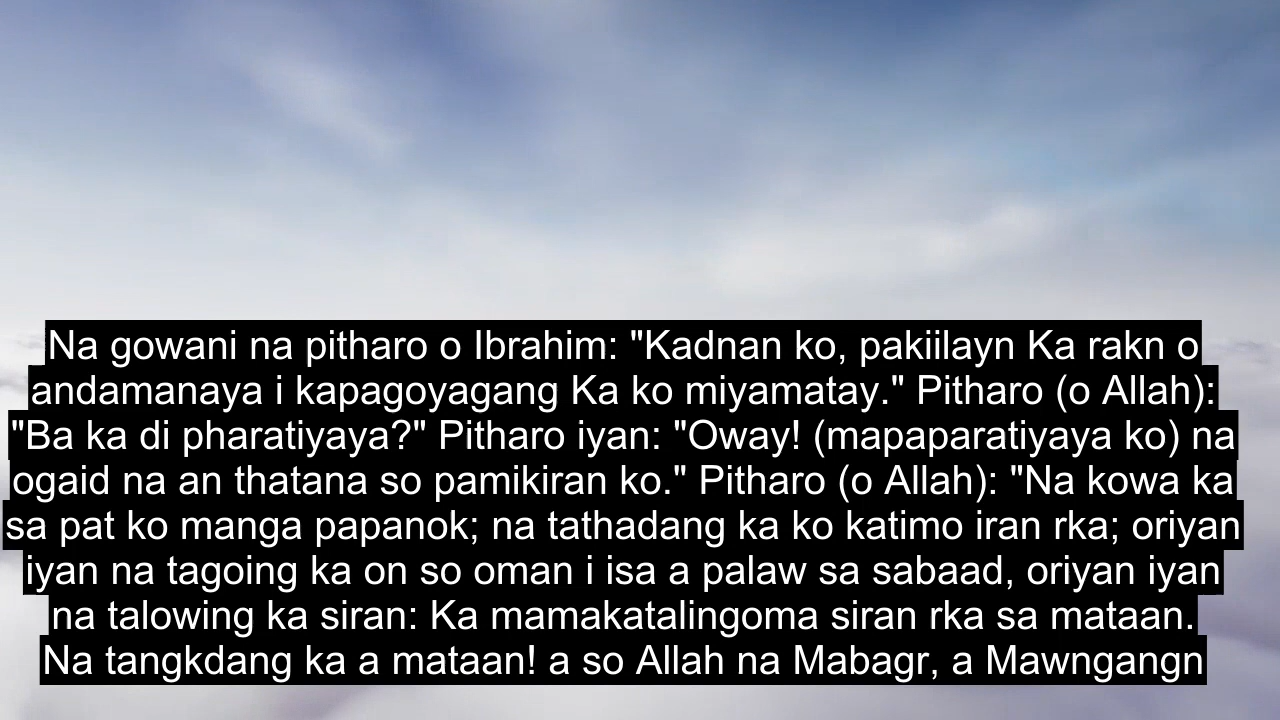 Na gowani na pitharo o Ibrahim: "Kadnan ko, pakiilayn Ka rakn o
andamanaya i kapagoyagang Ka ko miyamatay." Pitharo (o Allah):
"Ba ka di pharatiyaya?" Pitharo iyan: "Oway! (mapaparatiyaya ko) na
ogaid na an thatana so pamikiran ko." Pitharo (o Allah): "Na kowa ka
sa pat ko manga papanok; na tathadang ka ko katimo iran rka; oriyan
iyan na tagoing ka on so oman i isa a palaw sa sabaad, oriyan iyan
na talowing ka siran: Ka mamakatalingoma siran rka sa mataan.
Na tangkdang ka a mataan! a so Allah na Mabagr, a Mawngangn